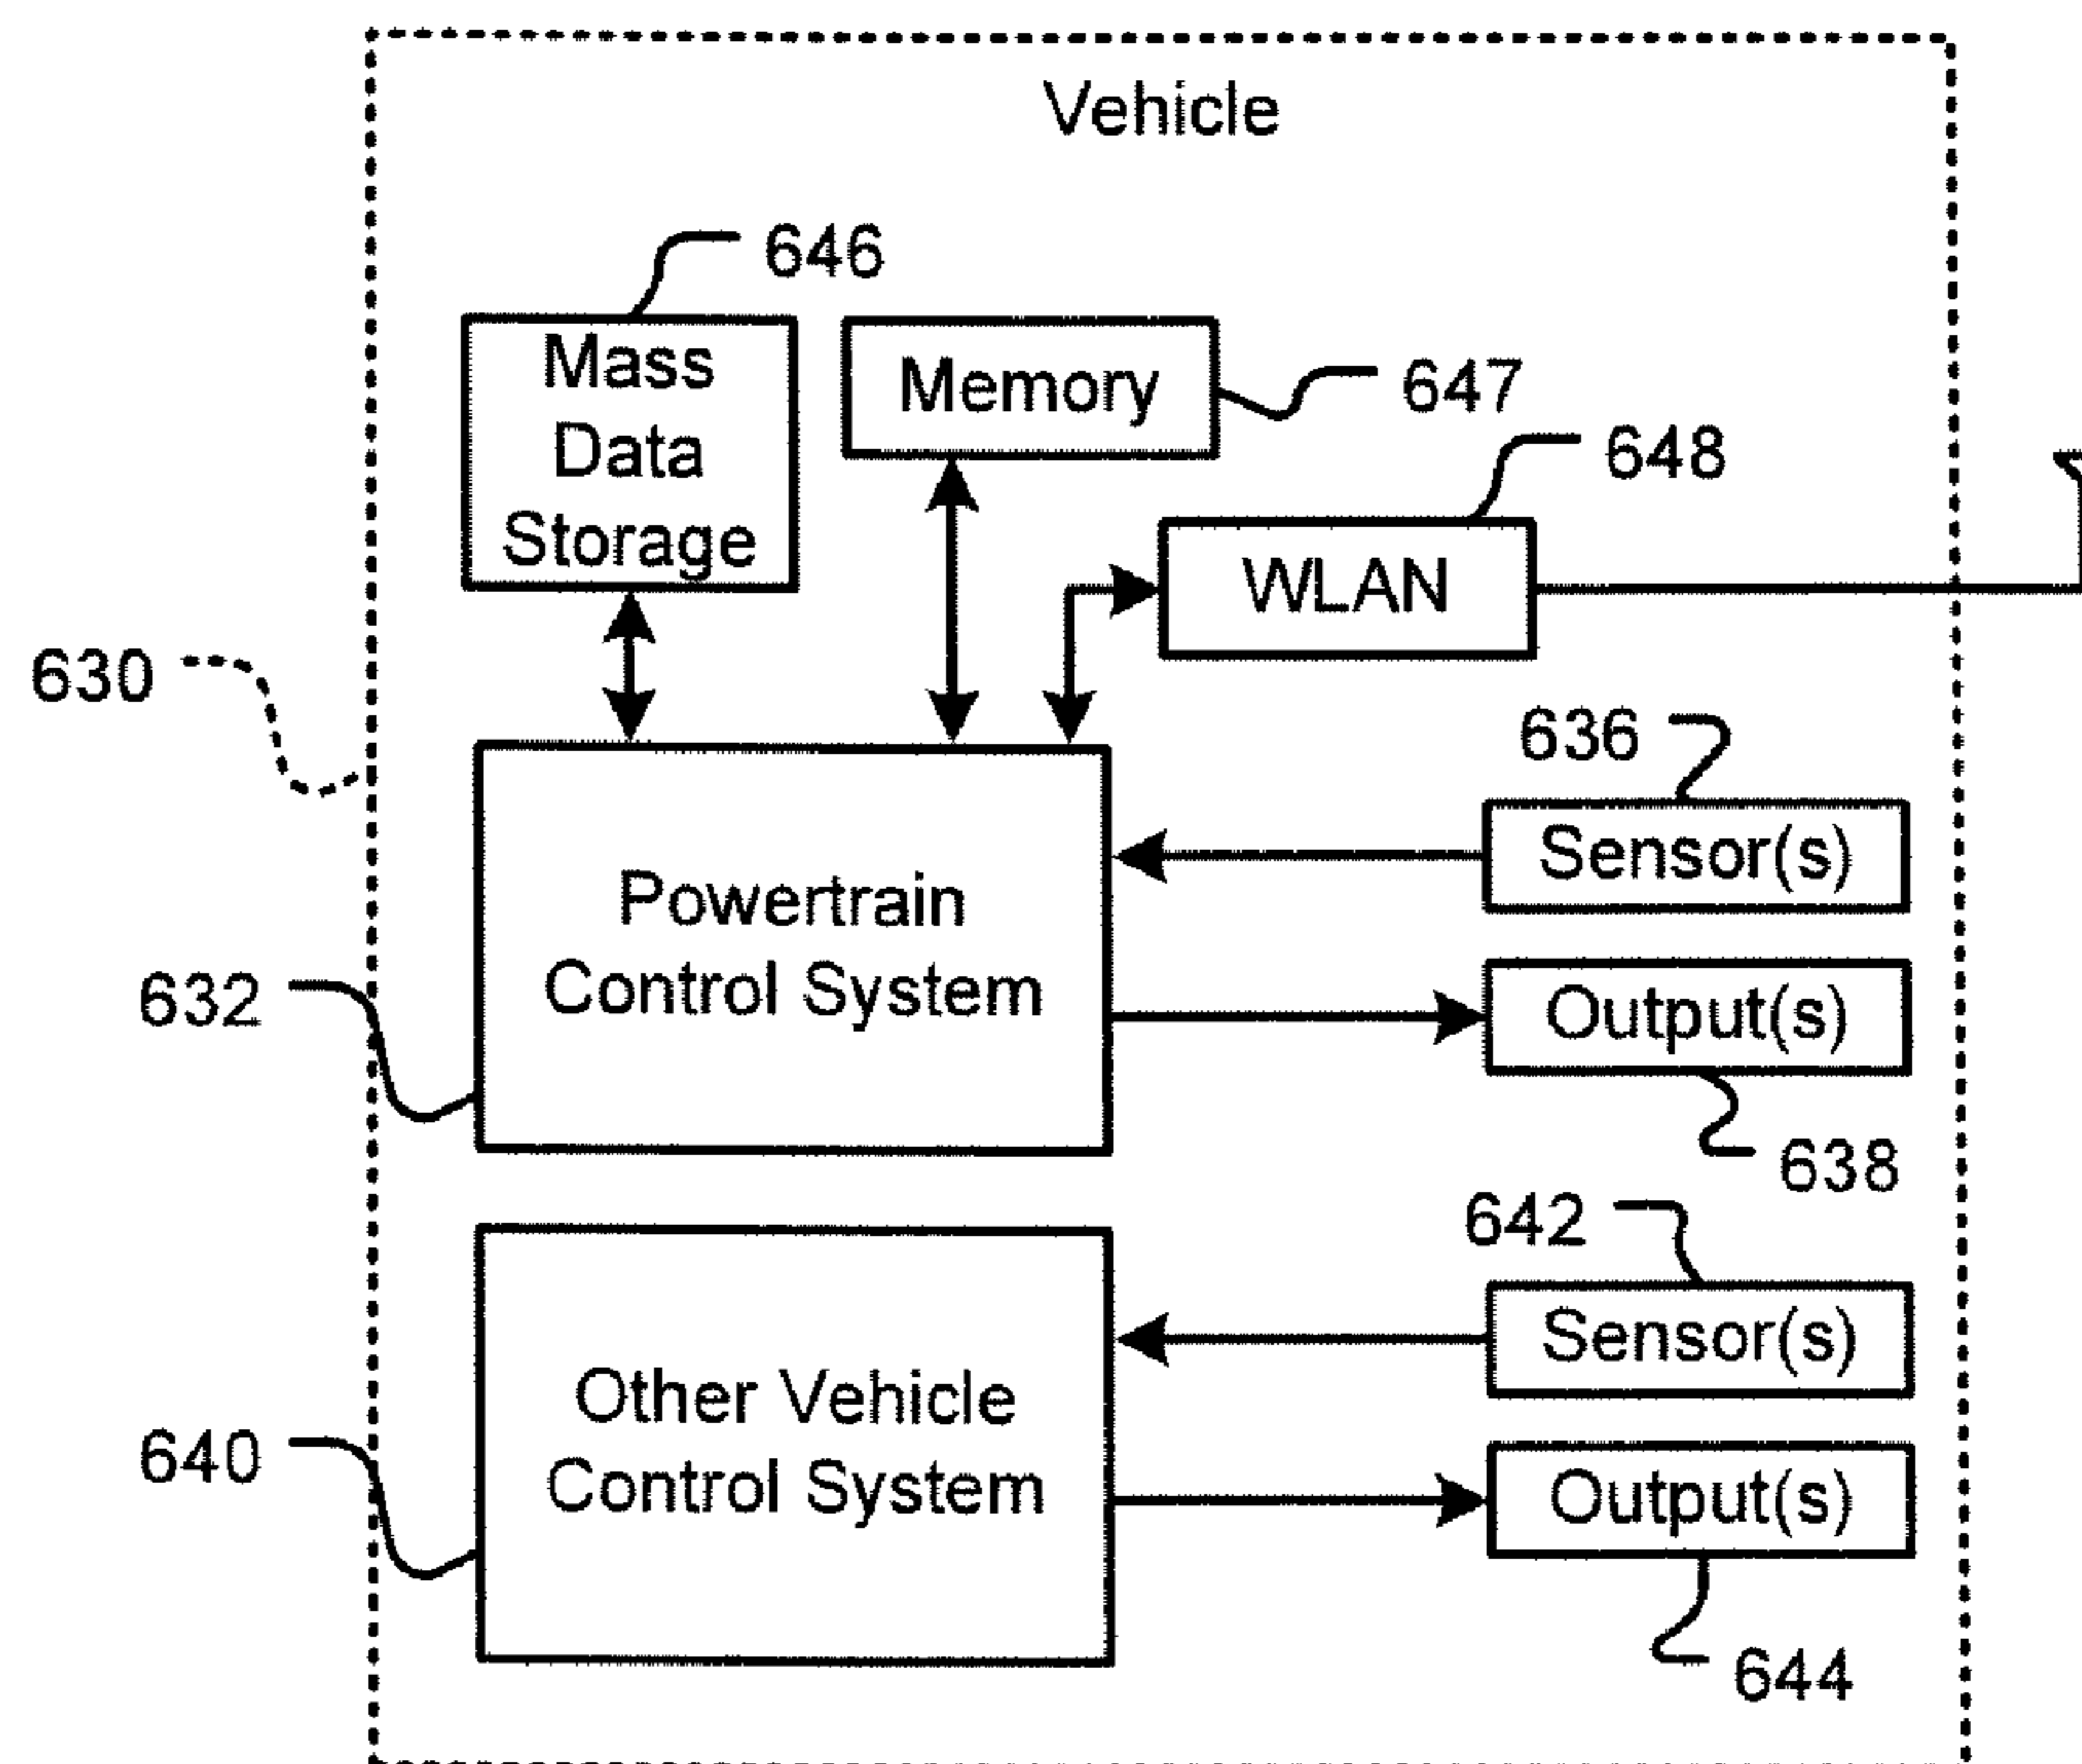 Vehicle
646
Mass
Data
Storage
Memory
647
648
WLAN
630
636
Sensor(s)
Powertrain
Control System
632
Output(s)
638
642
Sensor(s)
Other Vehicle
Control System
640
Output(s)
644